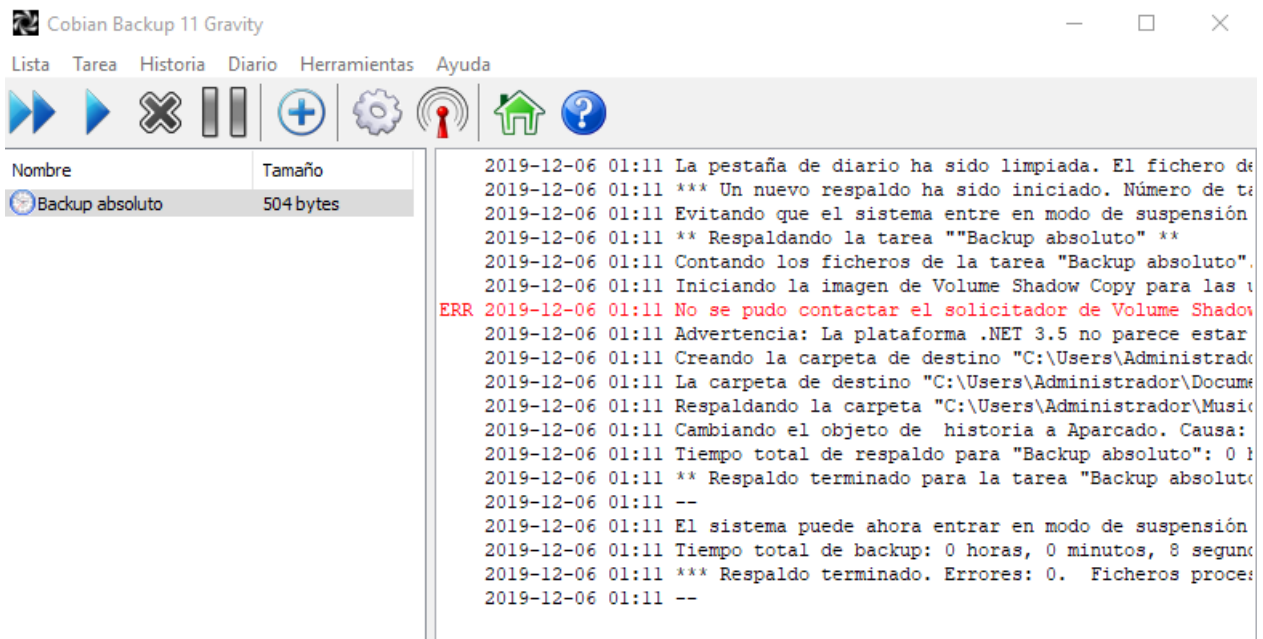 Cobian Backup 11 Gravity
Lista Tarea Historia Diario Herramientas Ayuda
Nombre Tamaño
Backup absoluto 504 bytes
2019-12-06 01:11 La pestaña de diario ha sido limpiada. El fichero de
2019-12-06 01:11 *** Un nuevo respaldo ha sido iniciado. Número de ta
2019-12-06 01:11 Evitando que el sistema entre en modo de suspensión
2019-12-06 01:11 ** Respaldando la tarea ""Backup absoluto" **
2019-12-06 01:11 Contando los ficheros de la tarea "Backup absoluto".
2019-12-06 01:11 Iniciando la imagen de Volume Shadow Copy para las u
ERR 2019-12-06 01:11 No se pudo contactar el solicitador de Volume Shadow
2019-12-06 01:11 Advertencia: La plataforma .NET 3.5 no parece estar
2019-12-06 01:11 Creando la carpeta de destino "C:\Users\Administrado
2019-12-06 01:11 La carpeta de destino "C:\Users\Administrador\Docume
2019-12-06 01:11 Respaldando la carpeta "C:\Users\Administrador\Music
2019-12-06 01:11 Cambiando el objeto de  historia a Aparcado. Causa:
2019-12-06 01:11 Tiempo total de respaldo para "Backup absoluto": 0 h
2019-12-06 01:11 ** Respaldo terminado para la tarea "Backup absoluto
2019-12-06 01:11 --
2019-12-06 01:11 El sistema puede ahora entrar en modo de suspensión
2019-12-06 01:11 Tiempo total de backup: 0 horas, 0 minutos, 8 segund
2019-12-06 01:11 *** Respaldo terminado. Errores: 0.  Ficheros proces
2019-12-06 01:11 --